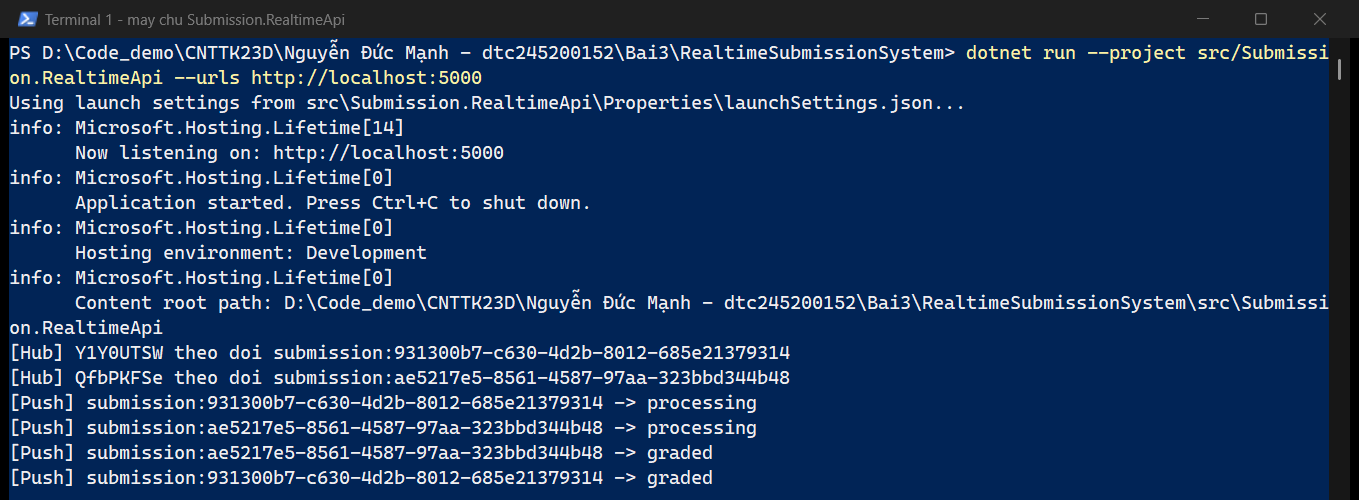 Terminal 1 - may chu Submission.RealtimeApi
PS D:\Code_demo\CNTTK23D\Nguyễn Đức Mạnh - dtc245200152\Bai3\RealtimeSubmissionSystem> dotnet run --project src/Submissi
on.RealtimeApi --urls http://localhost:5000
Using launch settings from src\Submission.RealtimeApi\Properties\launchSettings.json...
info: Microsoft.Hosting.Lifetime[14]
      Now listening on: http://localhost:5000
info: Microsoft.Hosting.Lifetime[0]
      Application started. Press Ctrl+C to shut down.
info: Microsoft.Hosting.Lifetime[0]
      Hosting environment: Development
info: Microsoft.Hosting.Lifetime[0]
      Content root path: D:\Code_demo\CNTTK23D\Nguyễn Đức Mạnh - dtc245200152\Bai3\RealtimeSubmissionSystem\src\Submissi
on.RealtimeApi
[Hub] Y1Y0UTSW theo doi submission:931300b7-c630-4d2b-8012-685e21379314
[Hub] QfbPKFSe theo doi submission:ae5217e5-8561-4587-97aa-323bbd344b48
[Push] submission:931300b7-c630-4d2b-8012-685e21379314 -> processing
[Push] submission:ae5217e5-8561-4587-97aa-323bbd344b48 -> processing
[Push] submission:ae5217e5-8561-4587-97aa-323bbd344b48 -> graded
[Push] submission:931300b7-c630-4d2b-8012-685e21379314 -> graded